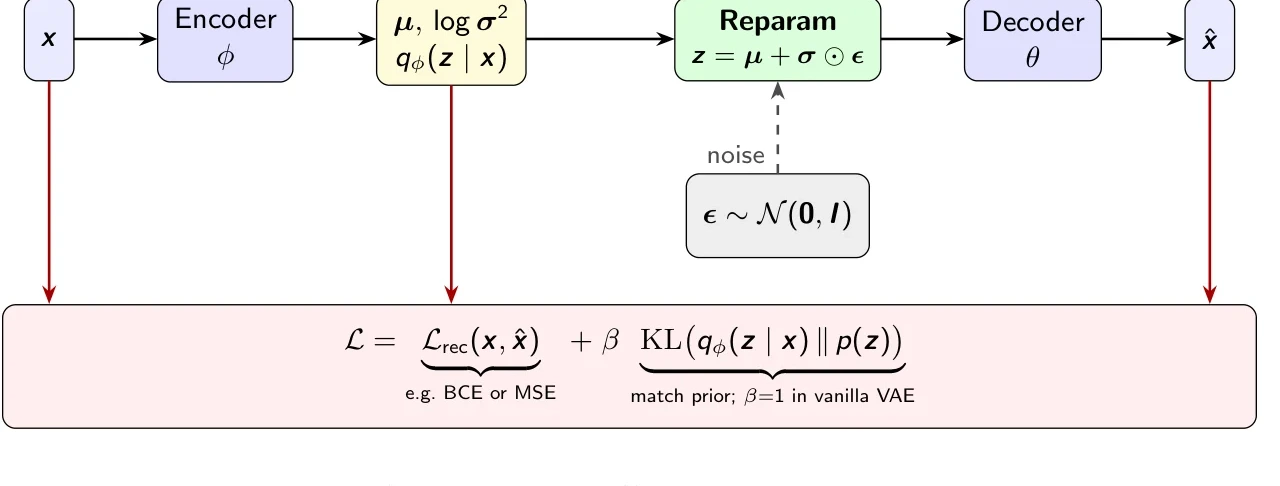 x
Encoder
ϕ
μ, log σ²
q_ϕ(z | x)
Reparam
z = μ + σ ⊙ ϵ
Decoder
θ
x̂
noise
ϵ ∼ 𝒩(0, I)
ℒ = ℒ_rec(x, x̂) + β KL(q_ϕ(z | x) ∥ p(z))
e.g. BCE or MSE
match prior; β=1 in vanilla VAE